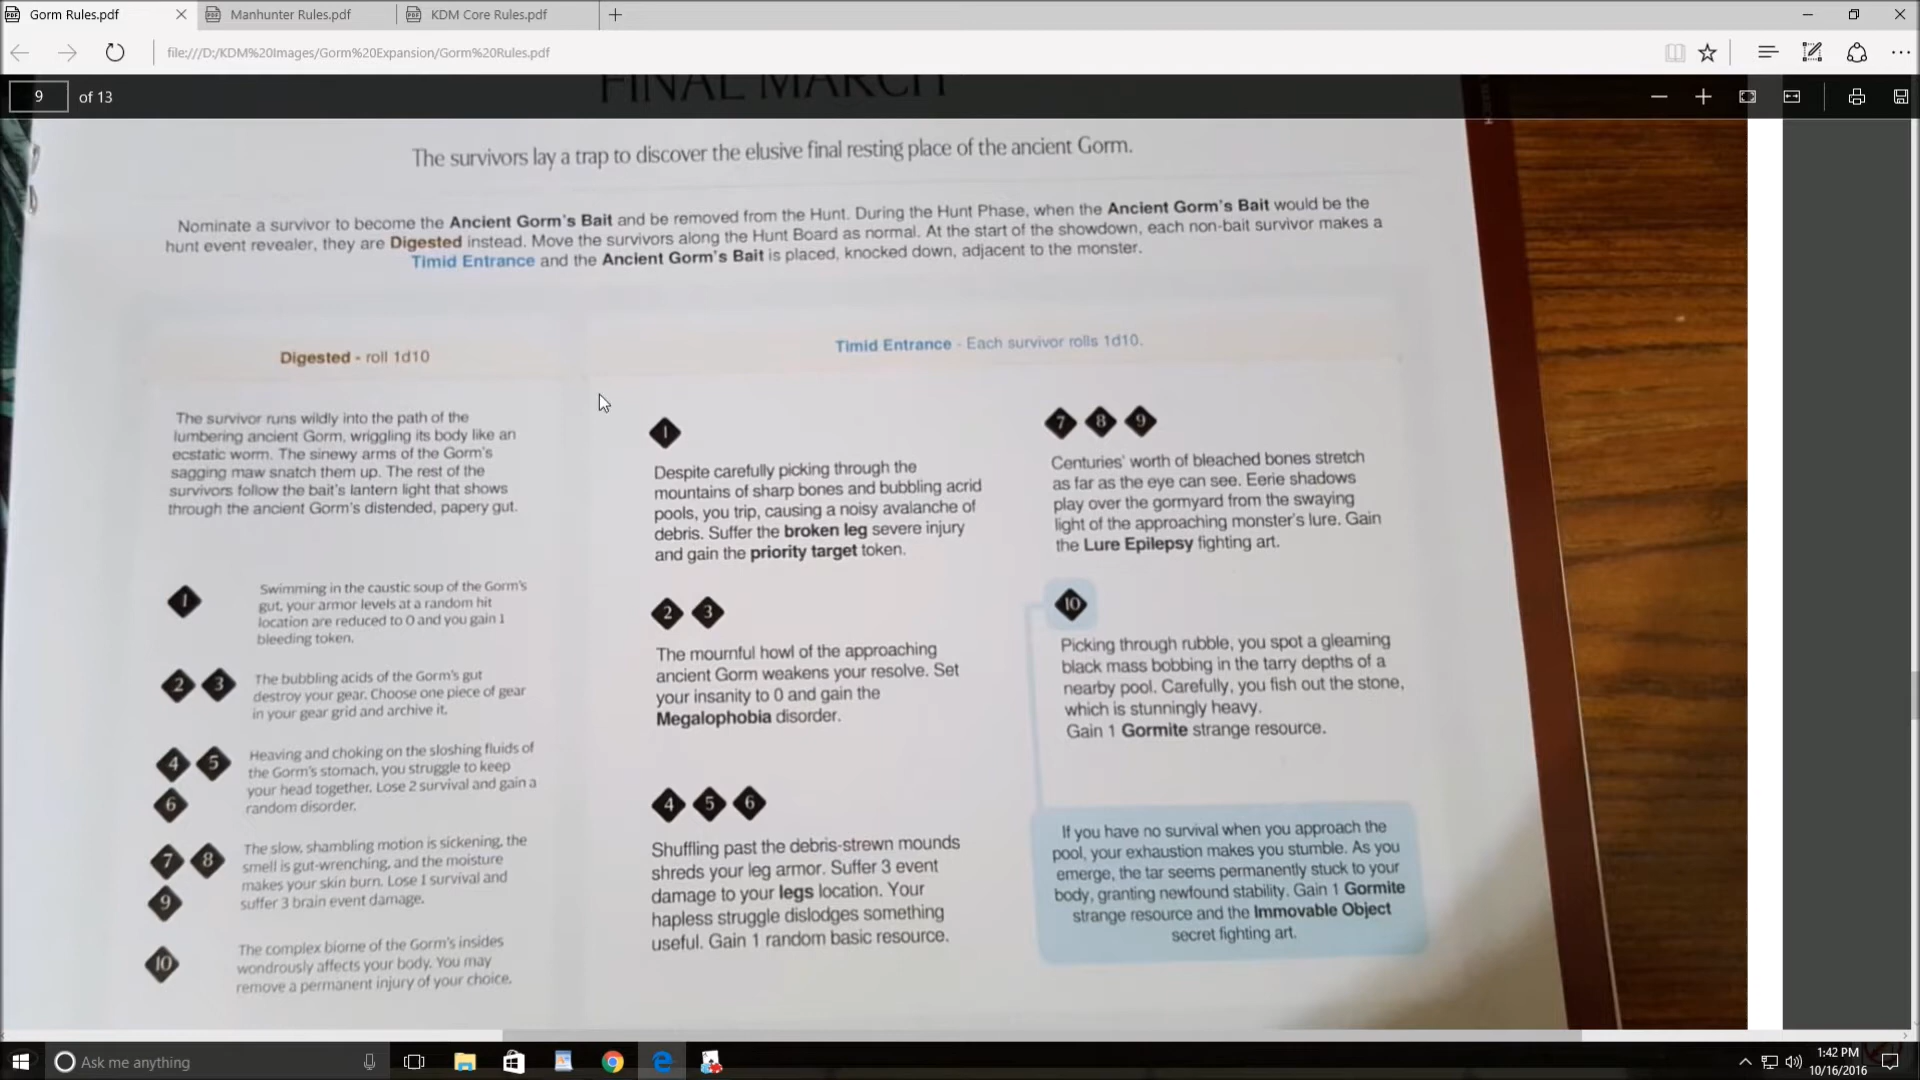 Gorm Rules.pdf
Manhunter Rules.pdf
KDM Core Rules.pdf
file:///D:/KDM%20Images/Gorm%20Expansion/Gorm%20Rules.pdf
9 of 13
FINAL MARCH
The survivors lay a trap to discover the elusive final resting place of the ancient Gorm.
Nominate a survivor to become the Ancient Gorm's Bait and be removed from the Hunt. During the Hunt Phase, when the Ancient Gorm's Bait would be the
hunt event revealer, they are Digested instead. Move the survivors along the Hunt Board as normal. At the start of the showdown, each non-bait survivor makes a
Timid Entrance and the Ancient Gorm's Bait is placed, knocked down, adjacent to the monster.
Digested - roll 1d10
The survivor runs wildly into the path of the
lumbering ancient Gorm, wriggling its body like an
ecstatic worm. The sinewy arms of the Gorm's
sagging maw snatch them up. The rest of the
survivors follow the bait's lantern light that shows
through the ancient Gorm's distended, papery gut.
1
Swimming in the caustic soup of the Gorm's
gut, your armor levels at a random hit
location are reduced to 0 and you gain 1
bleeding token.
2 3
The bubbling acids of the Gorm's gut
destroy your gear. Choose one piece of gear
in your gear grid and archive it.
4 5
6
Heaving and choking on the sloshing fluids of
the Gorm's stomach, you struggle to keep
your head together. Lose 2 survival and gain a
random disorder.
7 8
9
The slow, shambling motion is sickening, the
smell is gut-wrenching, and the moisture
makes your skin burn. Lose 1 survival and
suffer 3 brain event damage.
10
The complex biome of the Gorm's insides
wondrously affects your body. You may
remove a permanent injury of your choice.
Timid Entrance - Each survivor rolls 1d10.
1
Despite carefully picking through the
mountains of sharp bones and bubbling acrid
pools, you trip, causing a noisy avalanche of
debris. Suffer the broken leg severe injury
and gain the priority target token.
2 3
The mournful howl of the approaching
ancient Gorm weakens your resolve. Set
your insanity to 0 and gain the
Megalophobia disorder.
4 5 6
Shuffling past the debris-strewn mounds
shreds your leg armor. Suffer 3 event
damage to your legs location. Your
hapless struggle dislodges something
useful. Gain 1 random basic resource.
7 8 9
Centuries' worth of bleached bones stretch
as far as the eye can see. Eerie shadows
play over the gormyard from the swaying
light of the approaching monster's lure. Gain
the Lure Epilepsy fighting art.
10
Picking through rubble, you spot a gleaming
black mass bobbing in the tarry depths of a
nearby pool. Carefully, you fish out the stone,
which is stunningly heavy.
Gain 1 Gormite strange resource.
If you have no survival when you approach the
pool, your exhaustion makes you stumble. As you
emerge, the tar seems permanently stuck to your
body, granting newfound stability. Gain 1 Gormite
strange resource and the Immovable Object
secret fighting art.
Ask me anything
1:42 PM
10/16/2016